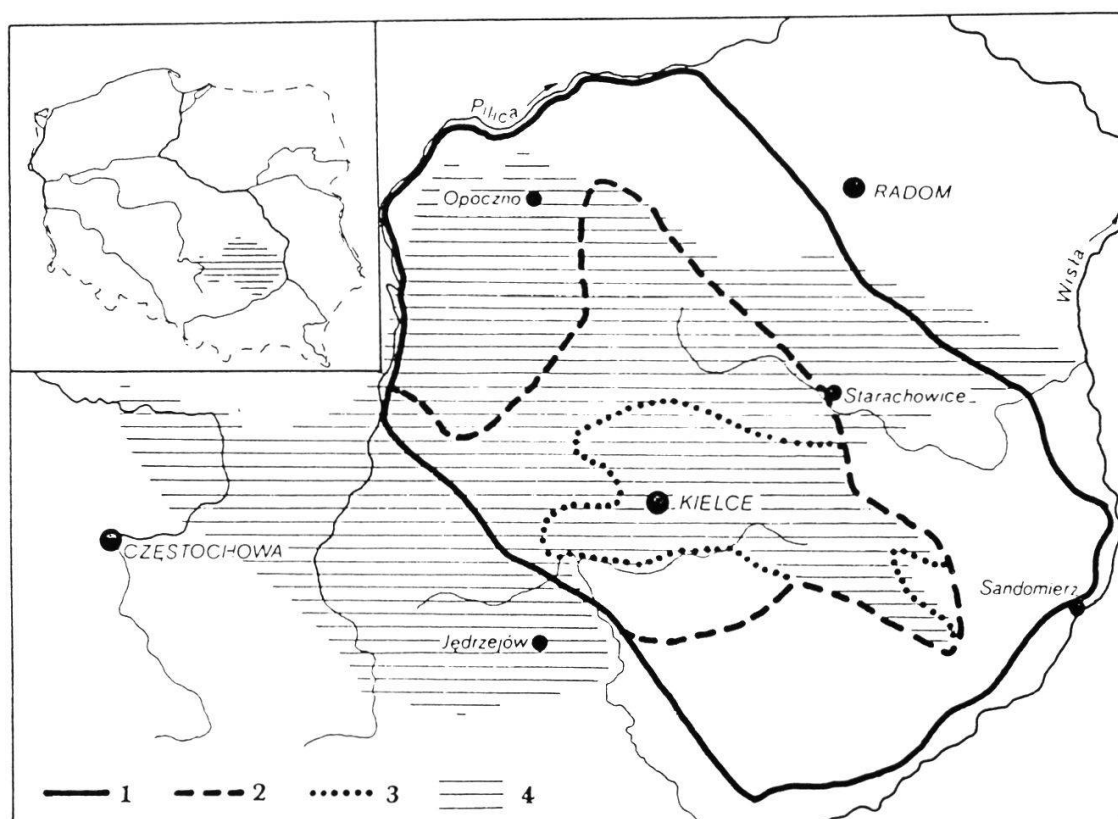 Pilica
Opoczno
RADOM
Wisła
Starachowice
KIELCE
CZĘSTOCHOWA
Sandomierz
Jędrzejów
1 2 3 4